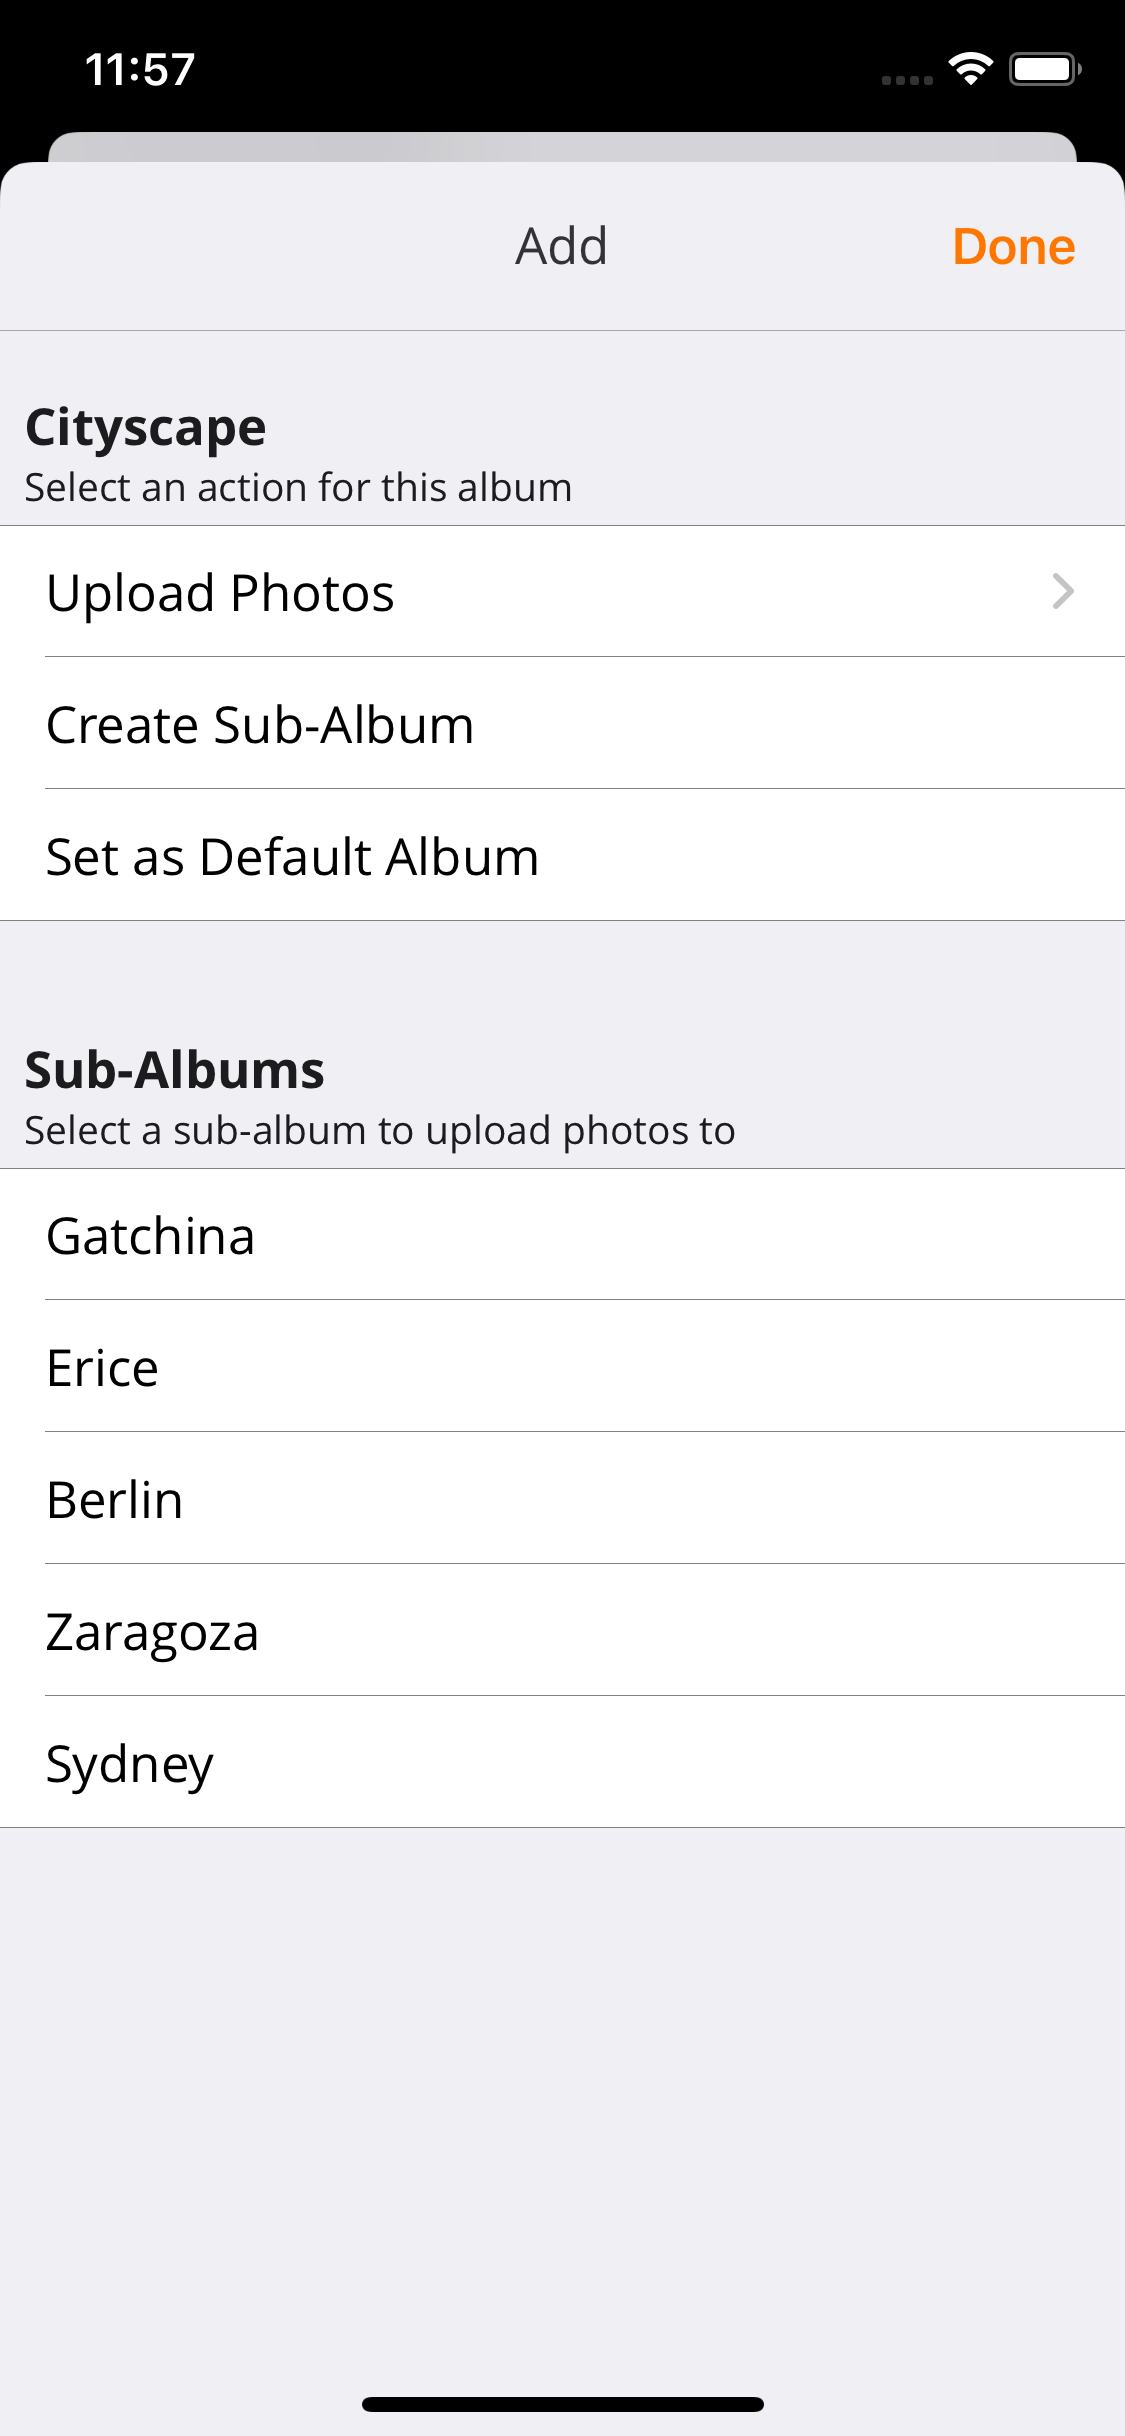 11:57
Add
Done
Cityscape
Select an action for this album
Upload Photos
Create Sub-Album
Set as Default Album
Sub-Albums
Select a sub-album to upload photos to
Gatchina
Erice
Berlin
Zaragoza
Sydney